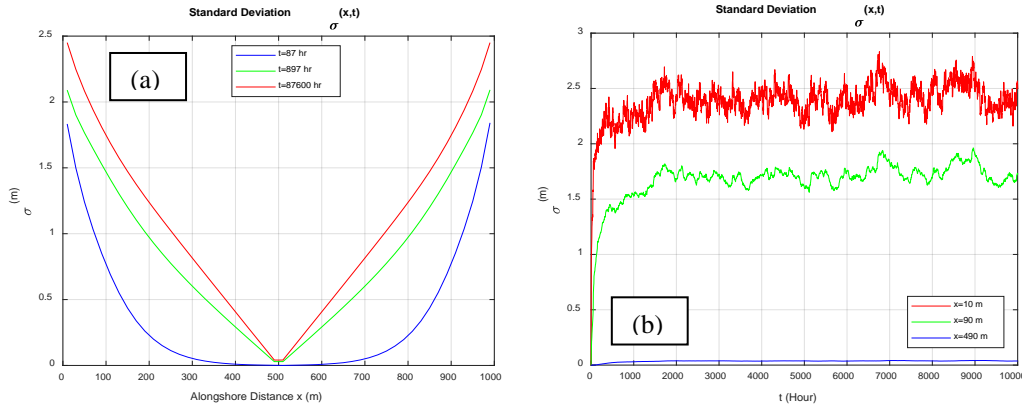 Standard Deviation σ (x,t)
2.5
2
1.5
1
0.5
0
σ (m)
0 100 200 300 400 500 600 700 800 900 1000
Alongshore Distance x (m)
(a)
t=87 hr
t=897 hr
t=87600 hr
Standard Deviation σ (x,t)
3
2.5
2
1.5
1
0.5
0
σ (m)
0 1000 2000 3000 4000 5000 6000 7000 8000 9000 10000
t (Hour)
(b)
x=10 m
x=90 m
x=490 m